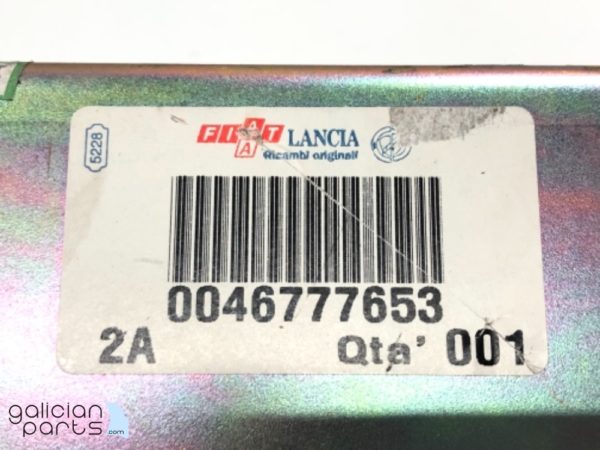 5228
FIAT LANCIA
Ricambi originali
0046777653
2A Qta' 001
galician
parts.com